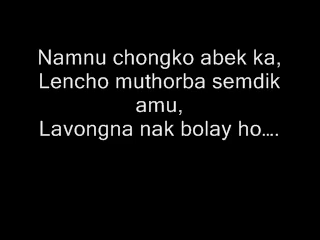 Namnu chongko abek ka,
Lencho muthorba semdik
amu,
Lavongna nak bolay ho....